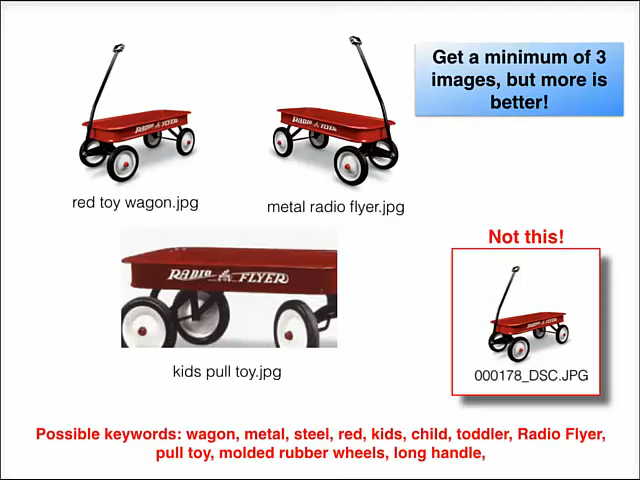 Get a minimum of 3
images, but more is
better!
RADIO FLYER
RADIO FLYER
red toy wagon.jpg
metal radio flyer.jpg
Not this!
RADIO FLYER
RADIO FLYER
kids pull toy.jpg
000178_DSC.JPG
Possible keywords: wagon, metal, steel, red, kids, child, toddler, Radio Flyer,
pull toy, molded rubber wheels, long handle,